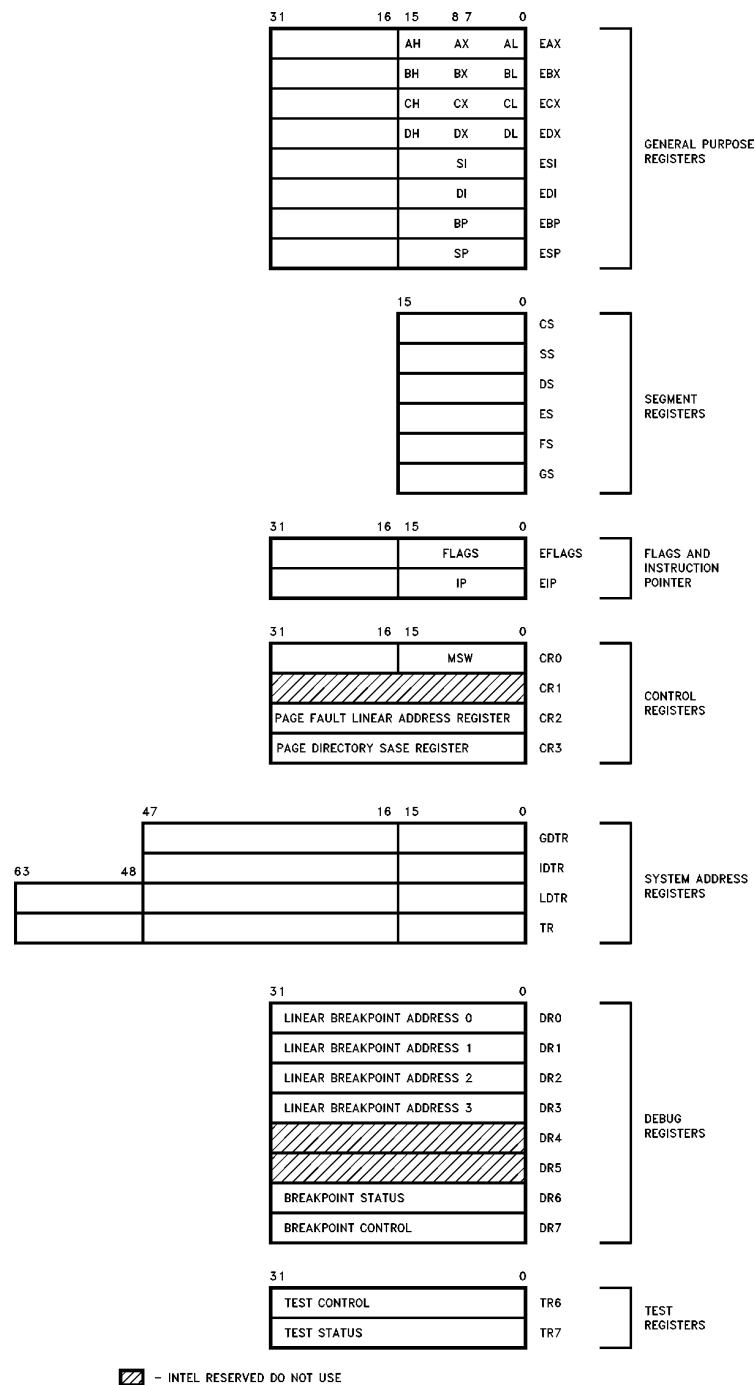 31 16 15 8 7 0
AH AX AL EAX
BH BX BL EBX
CH CX CL ECX
DH DX DL EDX
SI ESI
DI EDI
BP EBP
SP ESP
GENERAL PURPOSE
REGISTERS
15 0
CS
SS
DS
ES
FS
GS
SEGMENT
REGISTERS
31 16 15 0
FLAGS EFLAGS
IP EIP
FLAGS AND
INSTRUCTION
POINTER
31 16 15 0
MSW CR0
CR1
PAGE FAULT LINEAR ADDRESS REGISTER CR2
PAGE DIRECTORY SASE REGISTER CR3
CONTROL
REGISTERS
47 16 15 0
GDTR
IDTR
63 48
LDTR
TR
SYSTEM ADDRESS
REGISTERS
31 0
LINEAR BREAKPOINT ADDRESS 0 DR0
LINEAR BREAKPOINT ADDRESS 1 DR1
LINEAR BREAKPOINT ADDRESS 2 DR2
LINEAR BREAKPOINT ADDRESS 3 DR3
DR4
DR5
BREAKPOINT STATUS DR6
BREAKPOINT CONTROL DR7
DEBUG
REGISTERS
31 0
TEST CONTROL TR6
TEST STATUS TR7
TEST
REGISTERS
– INTEL RESERVED DO NOT USE